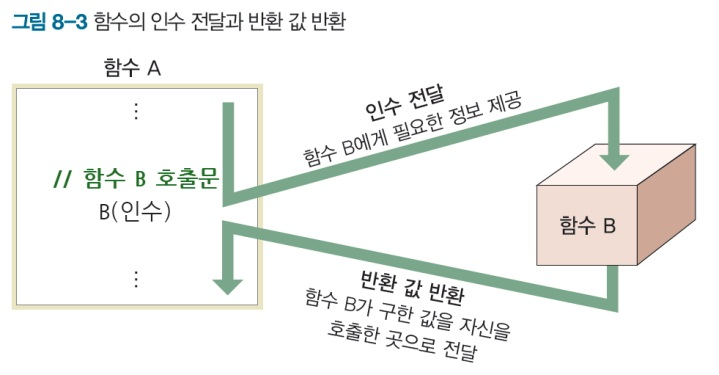 그림 8-3 함수의 인수 전달과 반환 값 반환
함수 A
⋮
// 함수 B 호출문
B(인수)
⋮
인수 전달
함수 B에게 필요한 정보 제공
함수 B
반환 값 반환
함수 B가 구한 값을 자신을
호출한 곳으로 전달